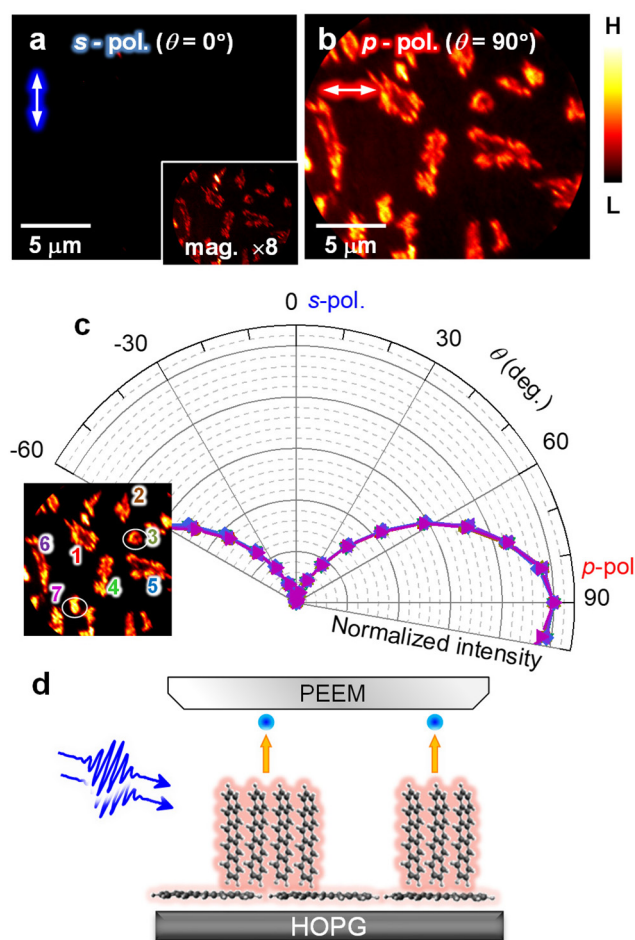 a s - pol. (θ = 0°)
5 μm
mag. ×8
b p - pol. (θ = 90°)
5 μm
H
L
c
0 s-pol.
-30
30
θ (deg.)
-60
60
2
3
6
1
4
5
7
p-pol.
90
Normalized intensity
d
PEEM
HOPG